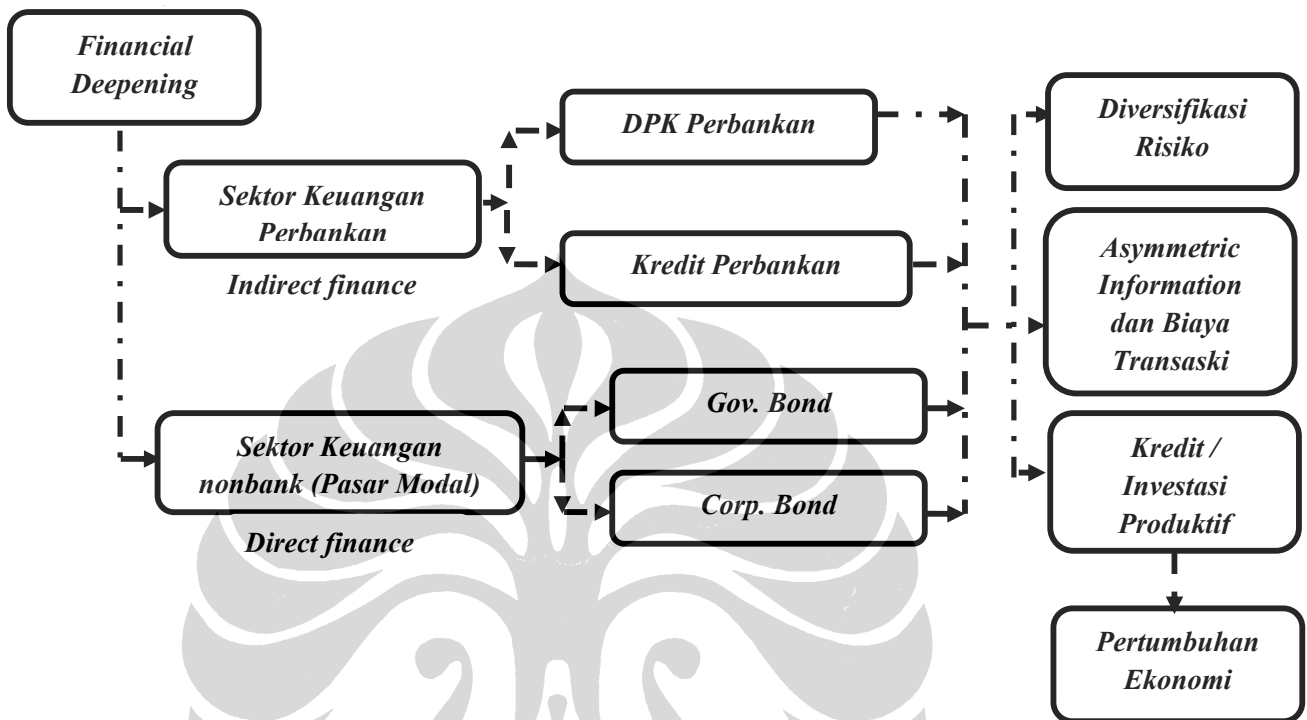 Financial
Deepening
Sektor Keuangan
Perbankan
Indirect finance
Sektor Keuangan
nonbank (Pasar Modal)
Direct finance
DPK Perbankan
Kredit Perbankan
Gov. Bond
Corp. Bond
Diversifikasi
Risiko
Asymmetric
Information
dan Biaya
Transaski
Kredit /
Investasi
Produktif
Pertumbuhan
Ekonomi